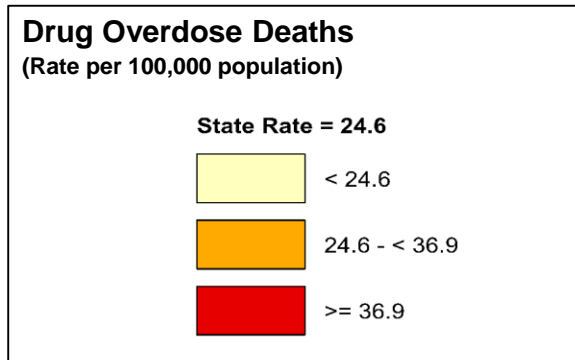 Drug Overdose Deaths
(Rate per 100,000 population)
State Rate = 24.6
< 24.6
24.6 - < 36.9
>= 36.9